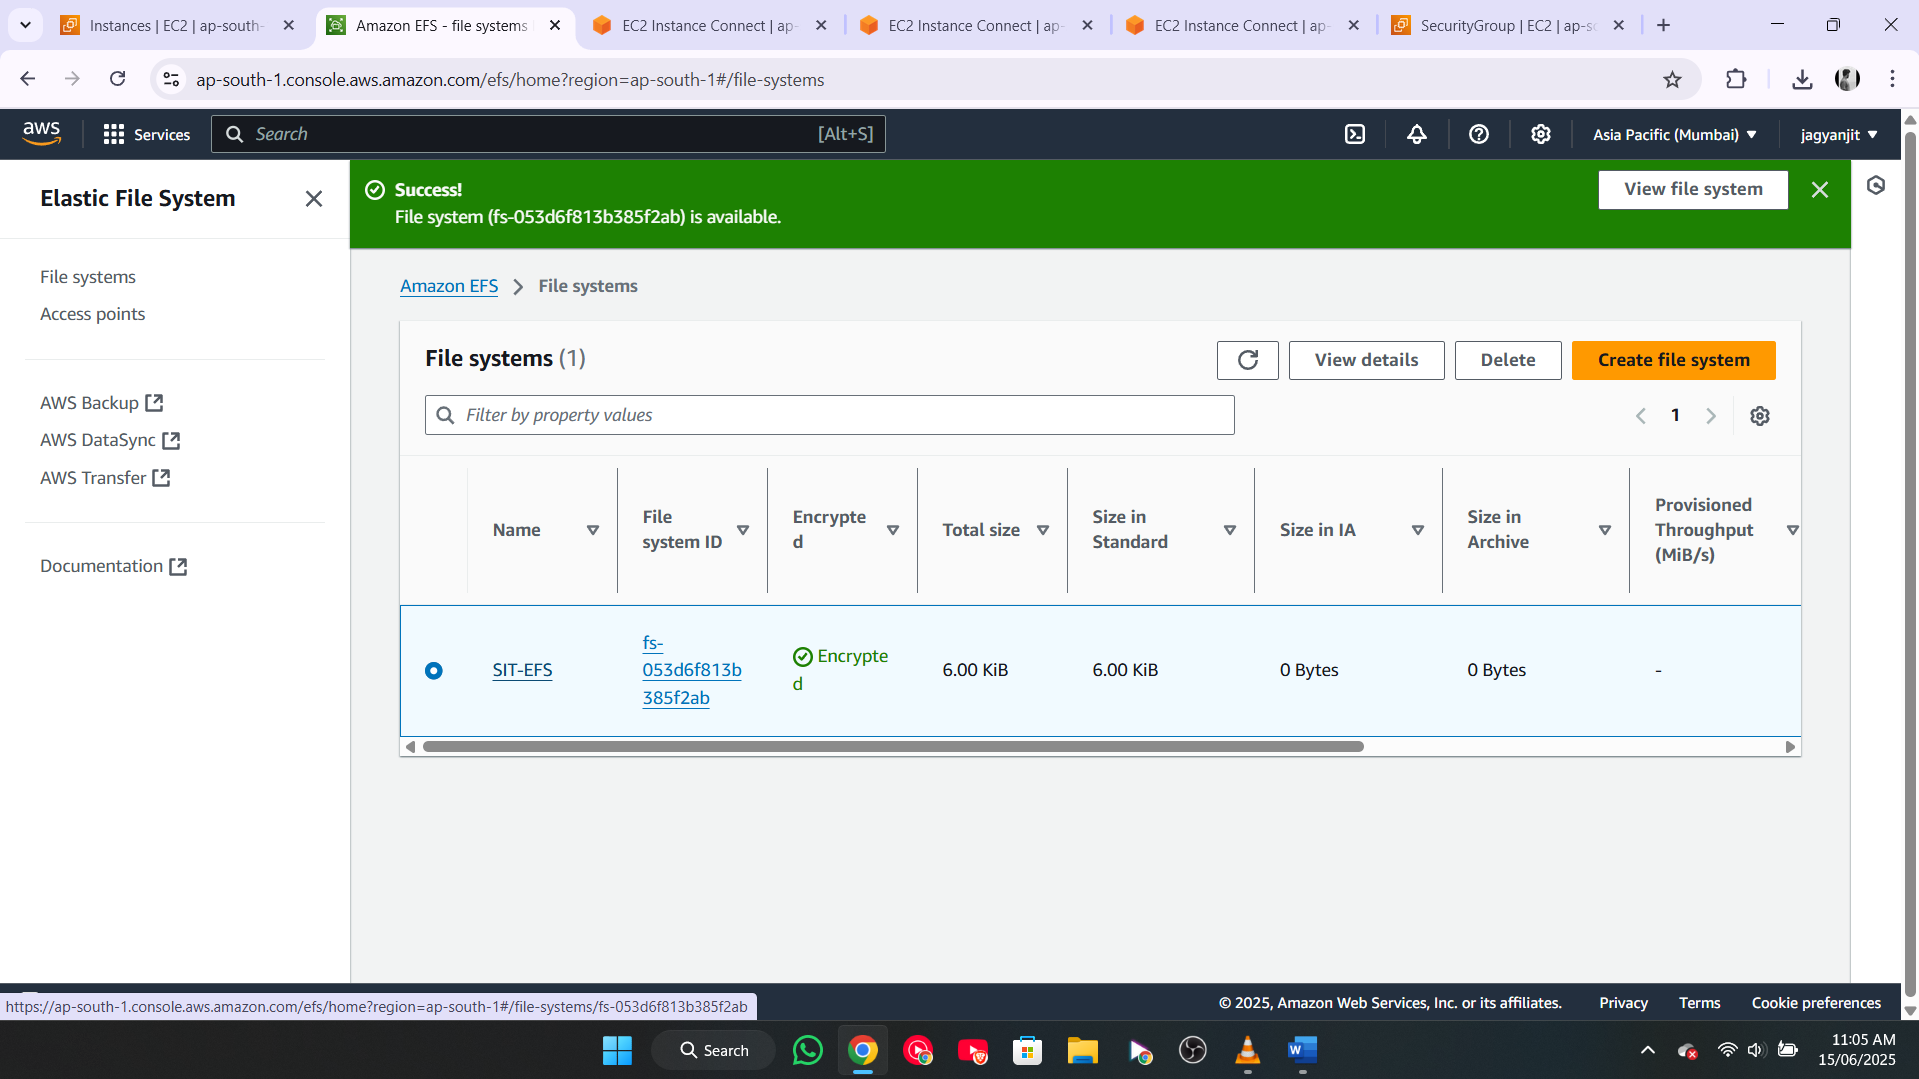 Instances | EC2 | ap-south-
Amazon EFS - file systems
EC2 Instance Connect | ap-
EC2 Instance Connect | ap-
EC2 Instance Connect | ap-
SecurityGroup | EC2 | ap-so
ap-south-1.console.aws.amazon.com/efs/home?region=ap-south-1#/file-systems
aws
Services
Search
[Alt+S]
Asia Pacific (Mumbai)
jagyanjit
Elastic File System
File systems
Access points
AWS Backup
AWS DataSync
AWS Transfer
Documentation
Success!
File system (fs-053d6f813b385f2ab) is available.
View file system
Amazon EFS
File systems
File systems (1)
View details
Delete
Create file system
Filter by property values
1
Name
File
system ID
Encrypte
d
Total size
Size in
Standard
Size in IA
Size in
Archive
Provisioned
Throughput
(MiB/s)
SIT-EFS
fs-
053d6f813b
385f2ab
Encrypte
d
6.00 KiB
6.00 KiB
0 Bytes
0 Bytes
-
https://ap-south-1.console.aws.amazon.com/efs/home?region=ap-south-1#/file-systems/fs-053d6f813b385f2ab
© 2025, Amazon Web Services, Inc. or its affiliates.
Privacy
Terms
Cookie preferences
Search
W
11:05 AM
15/06/2025